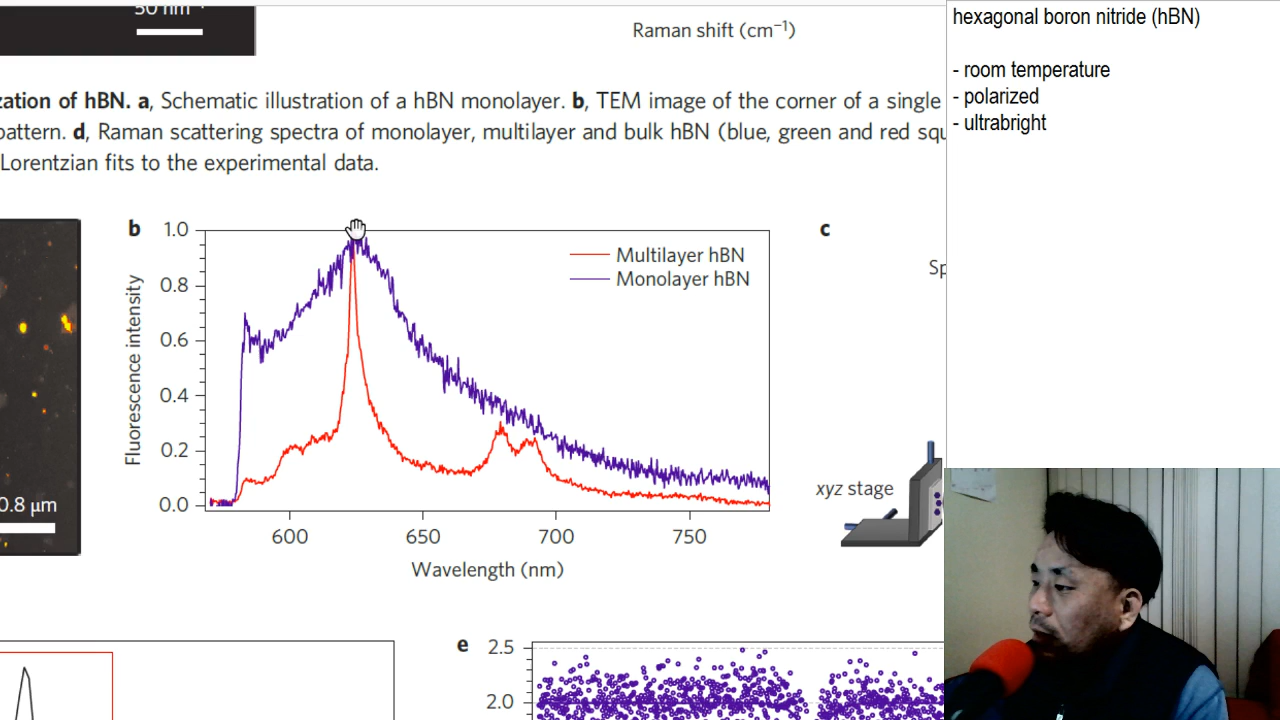 50 nm⁻¹
Raman shift (cm⁻¹)
hexagonal boron nitride (hBN)
- room temperature
- polarized
- ultrabright
zation of hBN. a, Schematic illustration of a hBN monolayer. b, TEM image of the corner of a single
pattern. d, Raman scattering spectra of monolayer, multilayer and bulk hBN (blue, green and red squ
Lorentzian fits to the experimental data.
b
1.0
0.8
0.6
0.4
0.2
0.0
Fluorescence intensity
Multilayer hBN
Monolayer hBN
600 650 700 750
Wavelength (nm)
0.8 µm
c
Sp
xyz stage
e
2.5
2.0